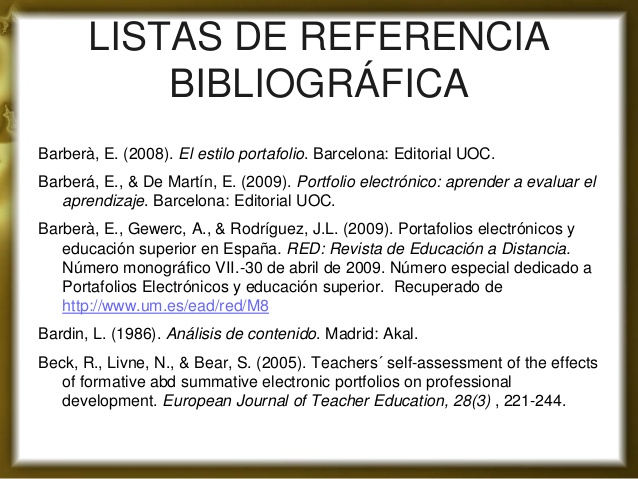 LISTAS DE REFERENCIA
BIBLIOGRÁFICA
Barberà, E. (2008). El estilo portafolio. Barcelona: Editorial UOC.
Barberá, E., & De Martín, E. (2009). Portfolio electrónico: aprender a evaluar el
aprendizaje. Barcelona: Editorial UOC.
Barberà, E., Gewerc, A., & Rodríguez, J.L. (2009). Portafolios electrónicos y
educación superior en España. RED: Revista de Educación a Distancia.
Número monográfico VII.-30 de abril de 2009. Número especial dedicado a
Portafolios Electrónicos y educación superior. Recuperado de
http://www.um.es/ead/red/M8
Bardin, L. (1986). Análisis de contenido. Madrid: Akal.
Beck, R., Livne, N., & Bear, S. (2005). Teachers´ self-assessment of the effects
of formative abd summative electronic portfolios on professional
development. European Journal of Teacher Education, 28(3) , 221-244.